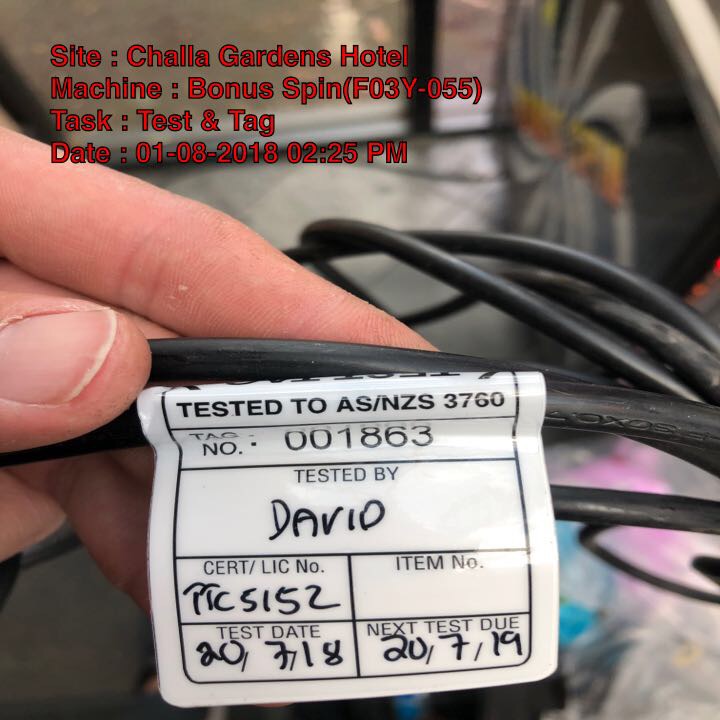 Site : Challa Gardens Hotel
Machine : Bonus Spin(F03Y-055)
Task : Test & Tag
Date : 01-08-2018 02:25 PM
TESTED TO AS/NZS 3760
TAG NO. : 001863
TESTED BY
DAVID
CERT/ LIC No.
ITEM No.
TTC5152
TEST DATE
NEXT TEST DUE
20/7/18
20/7/19